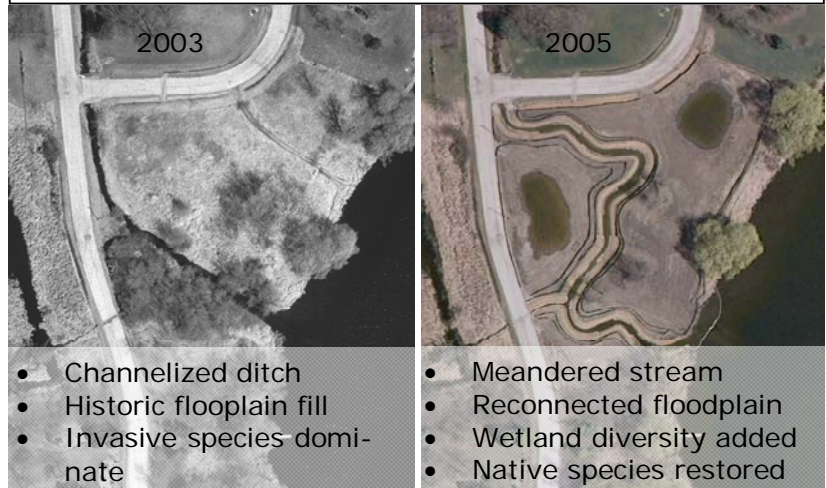 2003
• Channelized ditch
• Historic flooplain fill
• Invasive species domi-
nate
2005
• Meandered stream
• Reconnected floodplain
• Wetland diversity added
• Native species restored